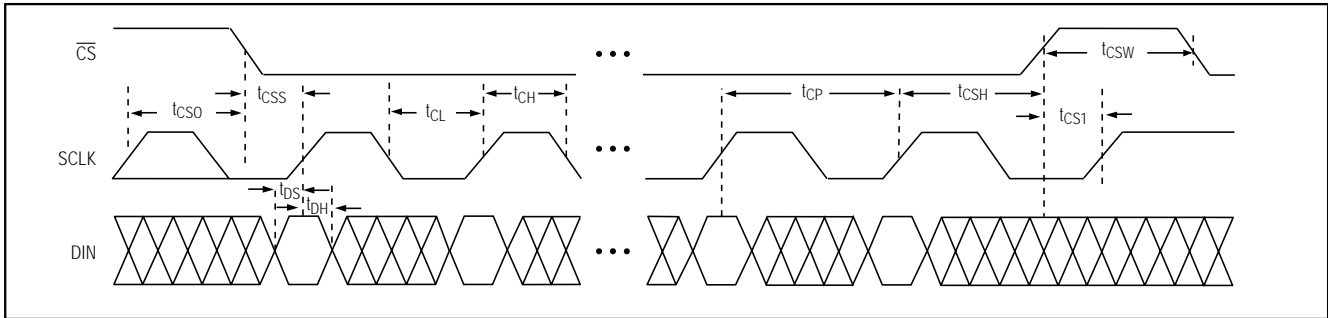 CS
tCSW
tCSO
tCSS
tCL
tCH
tCP
tCSH
tCS1
SCLK
tDS
tDH
DIN